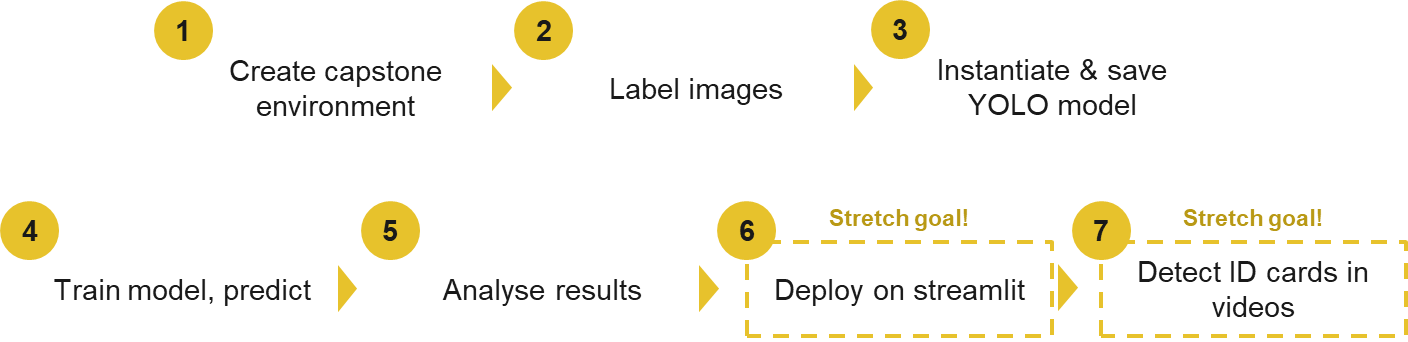 1
Create capstone
environment
2
Label images
3
Instantiate & save
YOLO model
4
Train model, predict
5
Analyse results
6
Stretch goal!
Deploy on streamlit
7
Stretch goal!
Detect ID cards in
videos